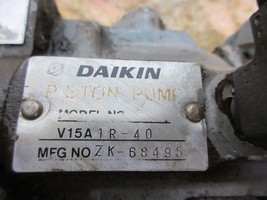 DAIKIN
PISTON PUMP
MODEL NO
V15A1R-40
MFG NO ZK-68495